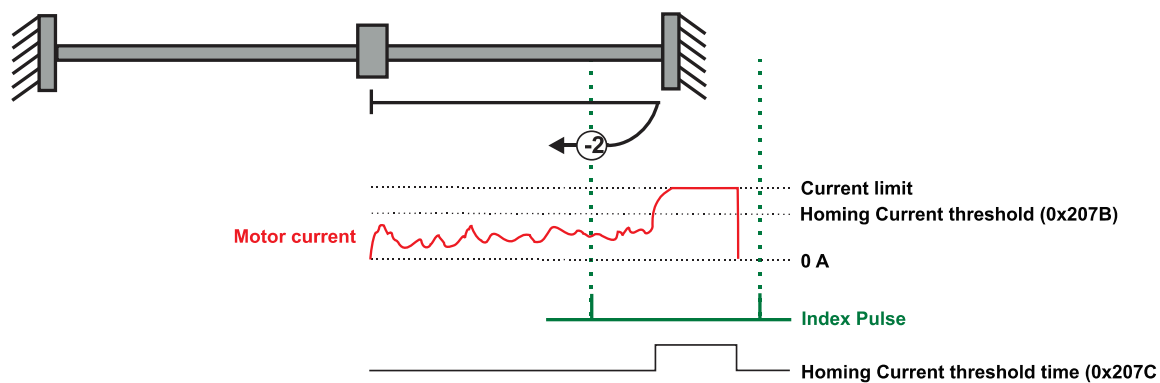 -2
Current limit
Homing Current threshold (0x207B)
Motor current
0 A
Index Pulse
Homing Current threshold time (0x207C